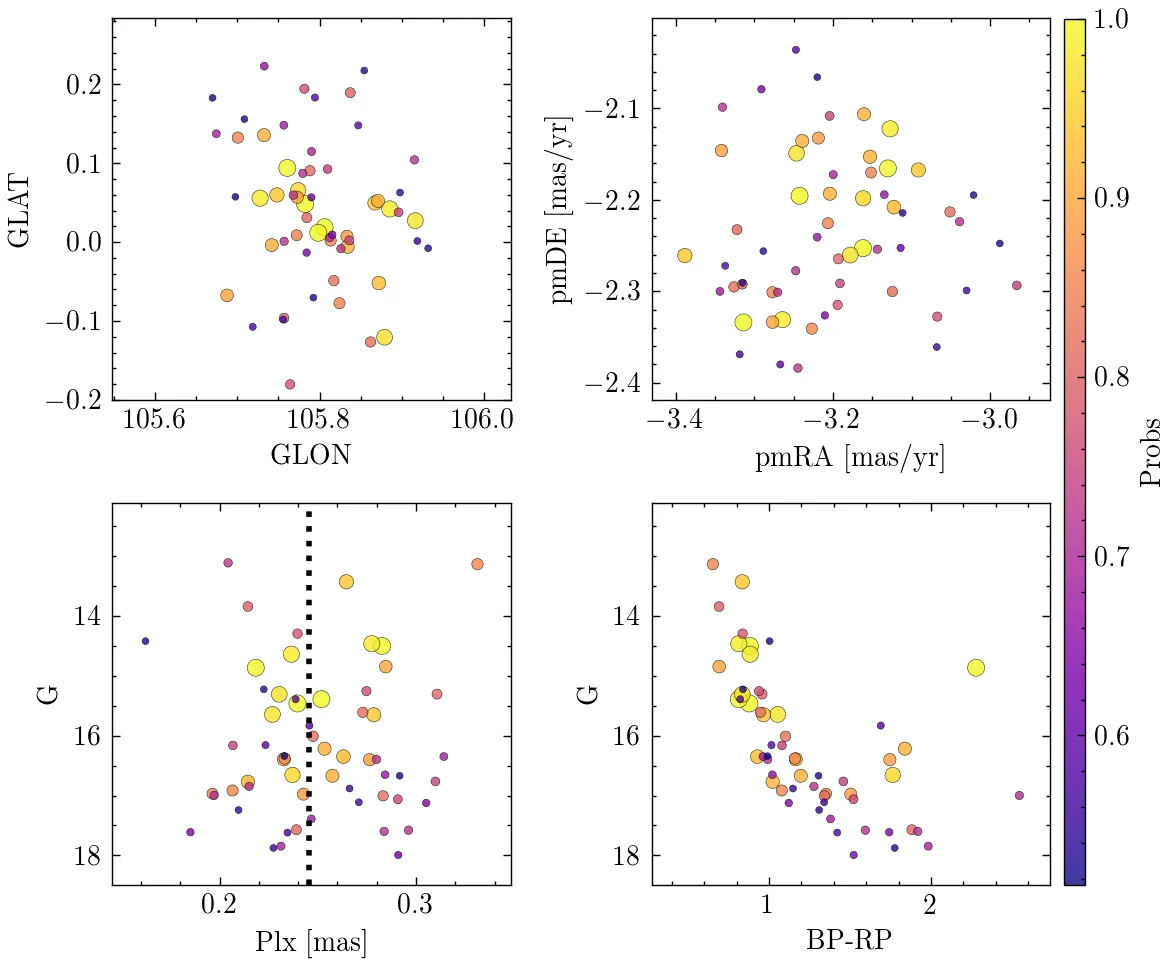 0.2
0.1
0.0
−0.1
−0.2
GLAT
105.6 105.8 106.0
GLON
−2.1
−2.2
−2.3
−2.4
pmDE [mas/yr]
−3.4 −3.2 −3.0
pmRA [mas/yr]
1.0
0.9
0.8
0.7
0.6
Probs
14
16
18
G
0.2 0.3
Plx [mas]
14
16
18
G
1 2
BP-RP